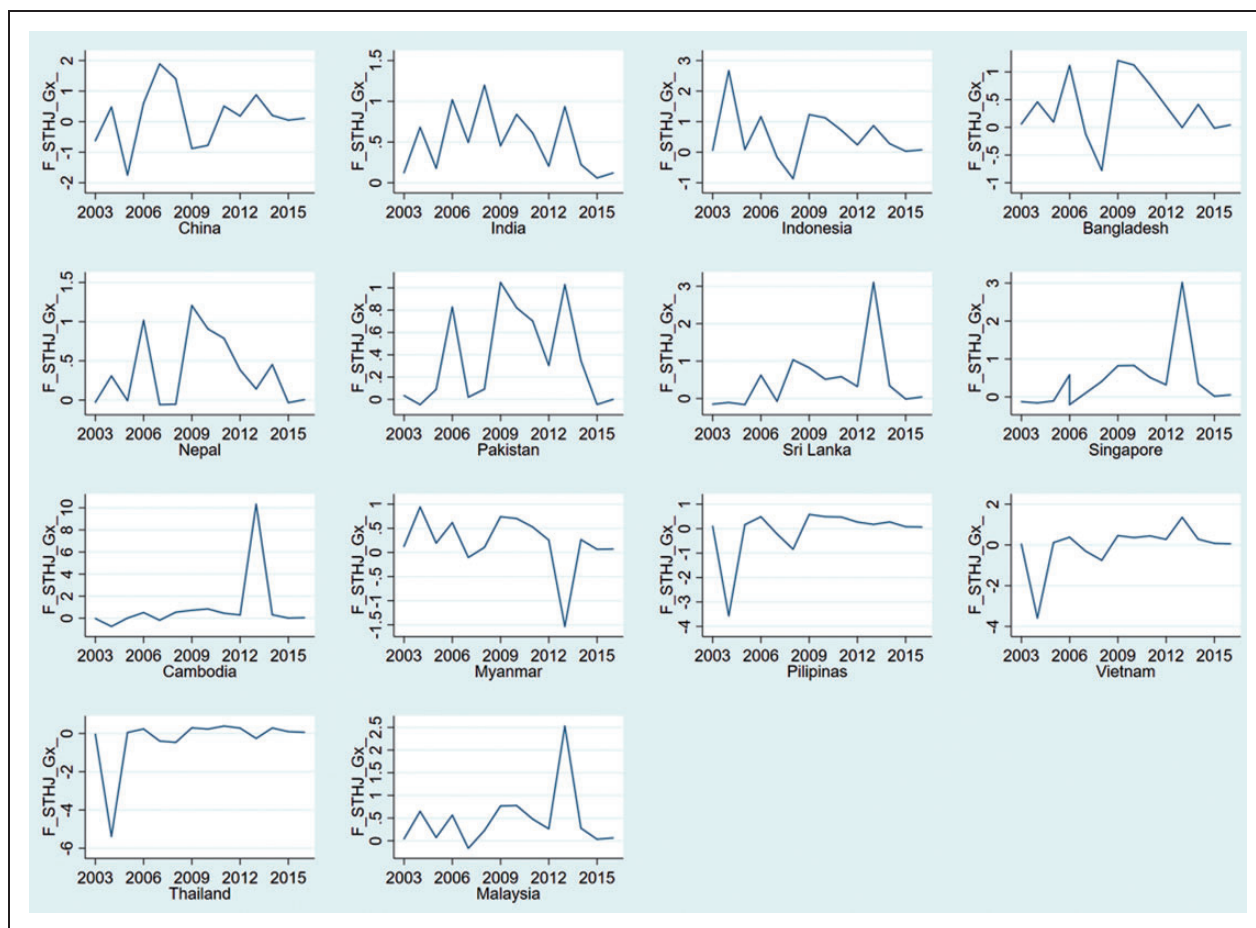 F_STHJ_Gx_
-2 -1 0 1 2
2003 2006 2009 2012 2015
China
F_STHJ_Gx_
0 .5 1 1.5
2003 2006 2009 2012 2015
India
F_STHJ_Gx_
-1 0 1 2 3
2003 2006 2009 2012 2015
Indonesia
F_STHJ_Gx_
-1 -.5 0 .5 1
2003 2006 2009 2012 2015
Bangladesh
F_STHJ_Gx_
0 .5 1 1.5
2003 2006 2009 2012 2015
Nepal
F_STHJ_Gx_
0 .2 .4 .6 .8 1
2003 2006 2009 2012 2015
Pakistan
F_STHJ_Gx_
0 1 2 3
2003 2006 2009 2012 2015
Sri Lanka
F_STHJ_Gx_
0 1 2 3
2003 2006 2009 2012 2015
Singapore
F_STHJ_Gx_
0 2 4 6 8 10
2003 2006 2009 2012 2015
Cambodia
F_STHJ_Gx_
-1.5 -1 -.5 0 .5 1
2003 2006 2009 2012 2015
Myanmar
F_STHJ_Gx_
-4 -3 -2 -1 0 1
2003 2006 2009 2012 2015
Pilipinas
F_STHJ_Gx_
-4 -2 0 2
2003 2006 2009 2012 2015
Vietnam
F_STHJ_Gx_
-6 -4 -2 0
2003 2006 2009 2012 2015
Thailand
F_STHJ_Gx_
0 .5 1 1.5 2 2.5
2003 2006 2009 2012 2015
Malaysia